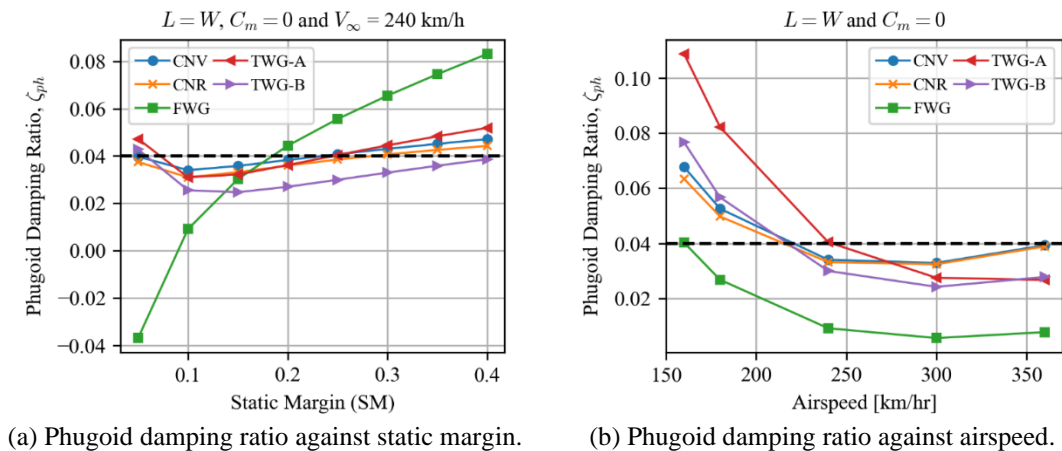 L = W, C_m = 0 and V_∞ = 240 km/h
Phugoid Damping Ratio, ζ_ph
0.08
0.06
0.04
0.02
0.00
−0.02
−0.04
CNV
CNR
FWG
TWG-A
TWG-B
0.1
0.2
0.3
0.4
Static Margin (SM)
(a) Phugoid damping ratio against static margin.
L = W and C_m = 0
Phugoid Damping Ratio, ζ_ph
0.10
0.08
0.06
0.04
0.02
CNV
CNR
FWG
TWG-A
TWG-B
150
200
250
300
350
Airspeed [km/hr]
(b) Phugoid damping ratio against airspeed.